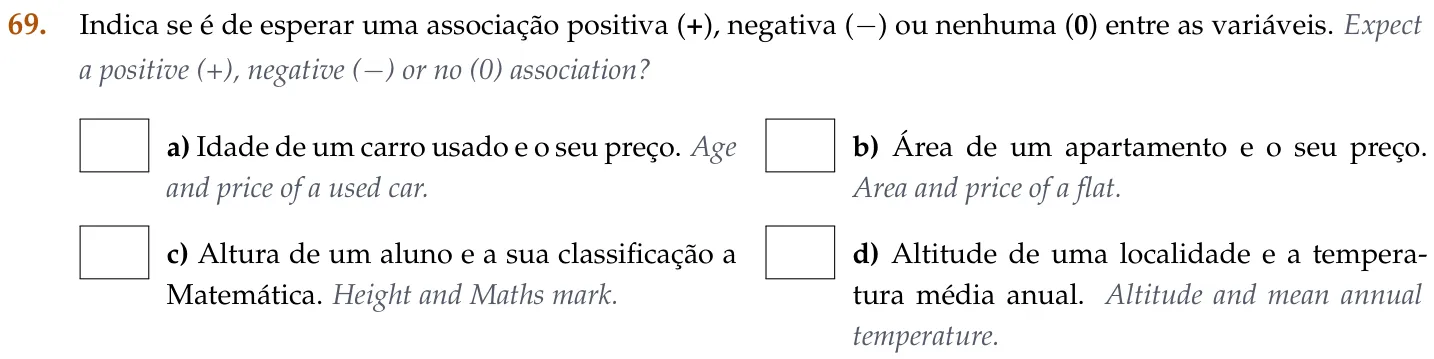 69. Indica se é de esperar uma associação positiva (+), negativa (−) ou nenhuma (0) entre as variáveis. Expect
a positive (+), negative (−) or no (0) association?
a) Idade de um carro usado e o seu preço. Age
and price of a used car.
b) Área de um apartamento e o seu preço.
Area and price of a flat.
c) Altura de um aluno e a sua classificação a
Matemática. Height and Maths mark.
d) Altitude de uma localidade e a tempera-
tura média anual. Altitude and mean annual
temperature.